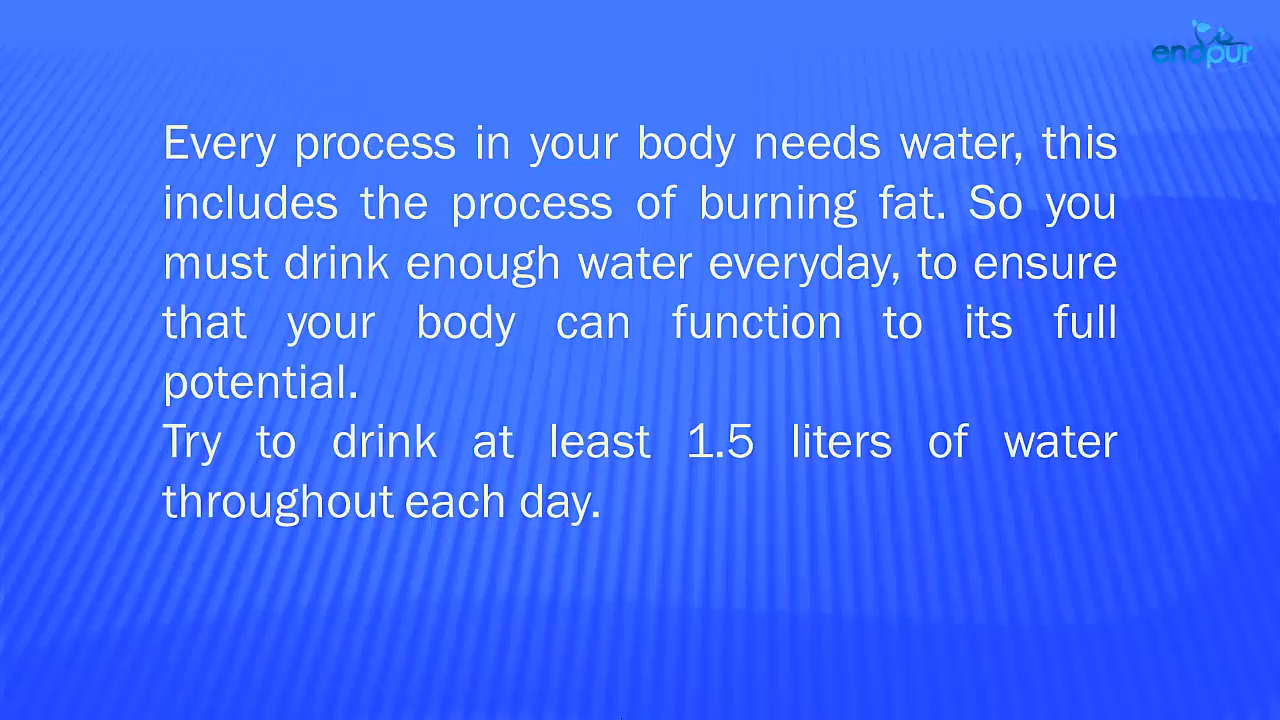 endpur
Every process in your body needs water, this
includes the process of burning fat. So you
must drink enough water everyday, to ensure
that your body can function to its full
potential.
Try to drink at least 1.5 liters of water
throughout each day.